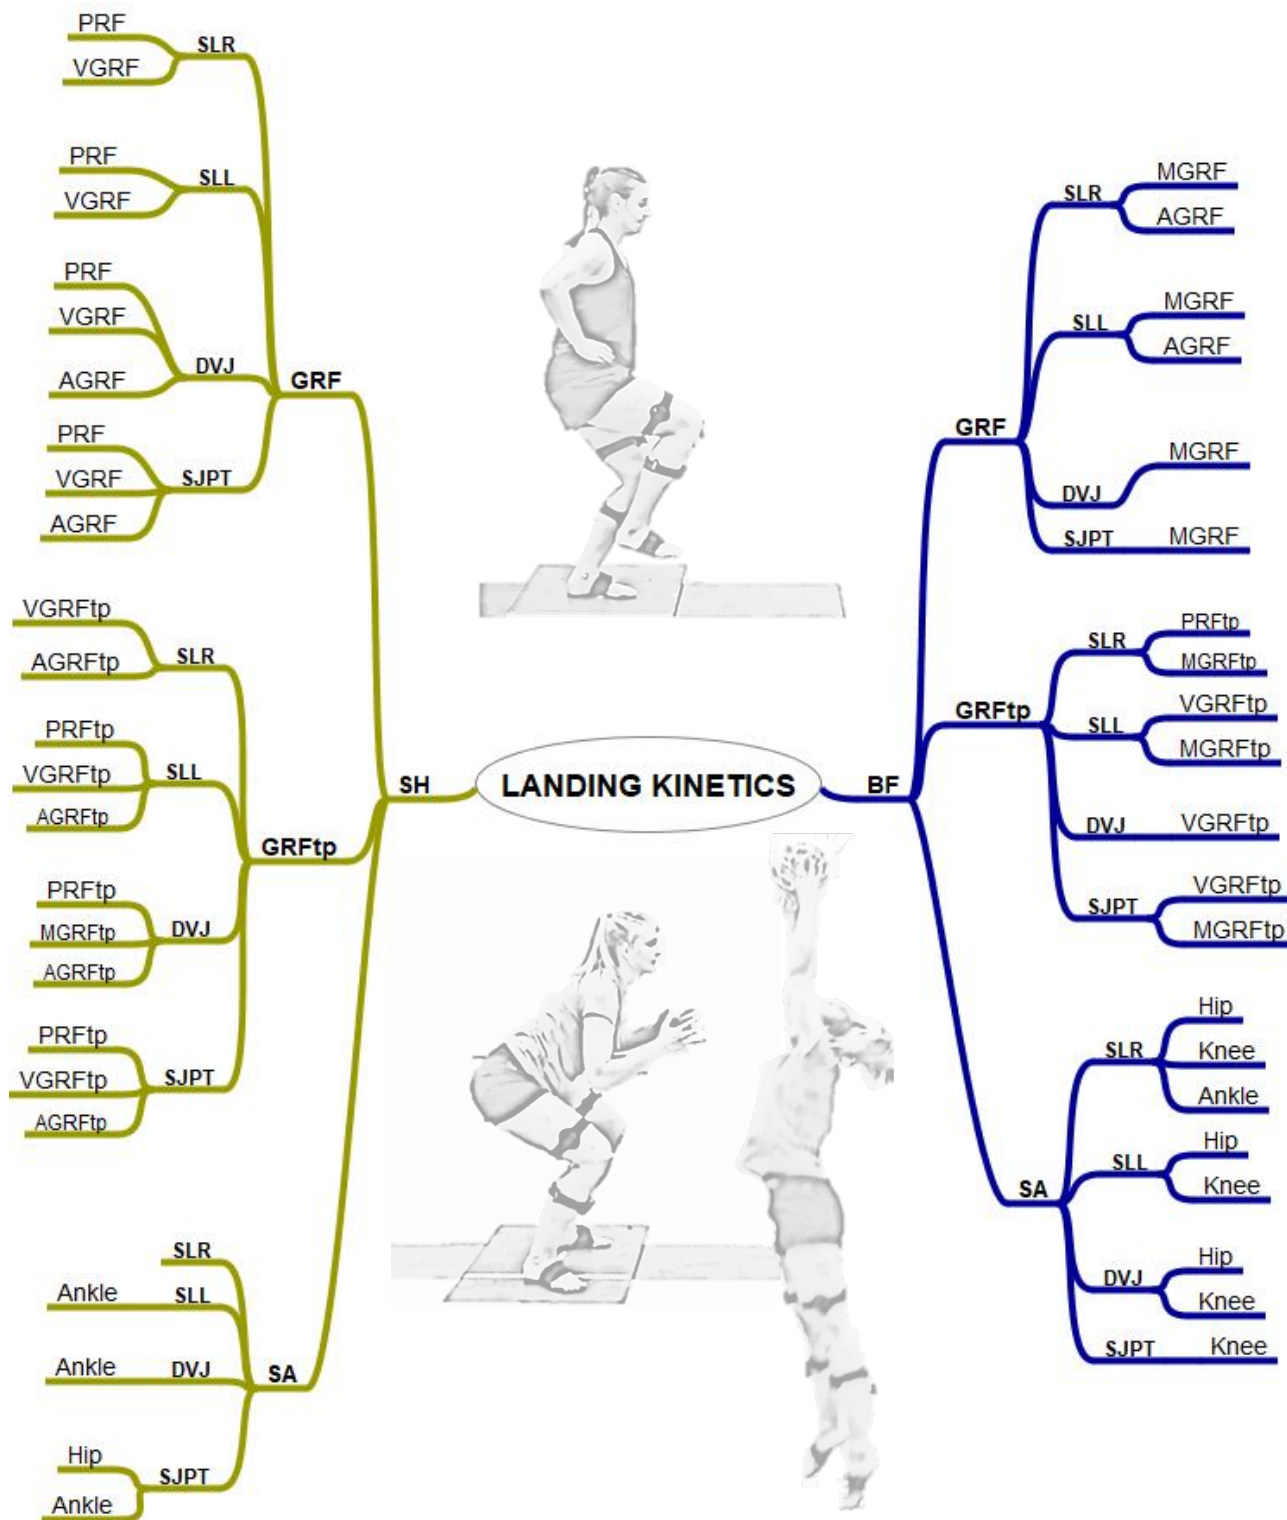 LANDING KINETICS
SH
GRF
SLR
PRF
VGRF
SLL
PRF
VGRF
DVJ
PRF
VGRF
AGRF
SJPT
PRF
VGRF
AGRF
GRFtp
SLR
VGRFtp
AGRFtp
SLL
PRFtp
VGRFtp
AGRFtp
DVJ
PRFtp
MGRFtp
AGRFtp
SJPT
PRFtp
VGRFtp
AGRFtp
SA
SLR
SLL
Ankle
DVJ
Ankle
SJPT
Hip
Ankle
BF
GRF
SLR
MGRF
AGRF
SLL
MGRF
AGRF
DVJ
MGRF
SJPT
MGRF
GRFtp
SLR
PRFtp
MGRFtp
SLL
VGRFtp
MGRFtp
DVJ
VGRFtp
SJPT
VGRFtp
MGRFtp
SA
SLR
Hip
Knee
Ankle
SLL
Hip
Knee
DVJ
Hip
Knee
SJPT
Knee